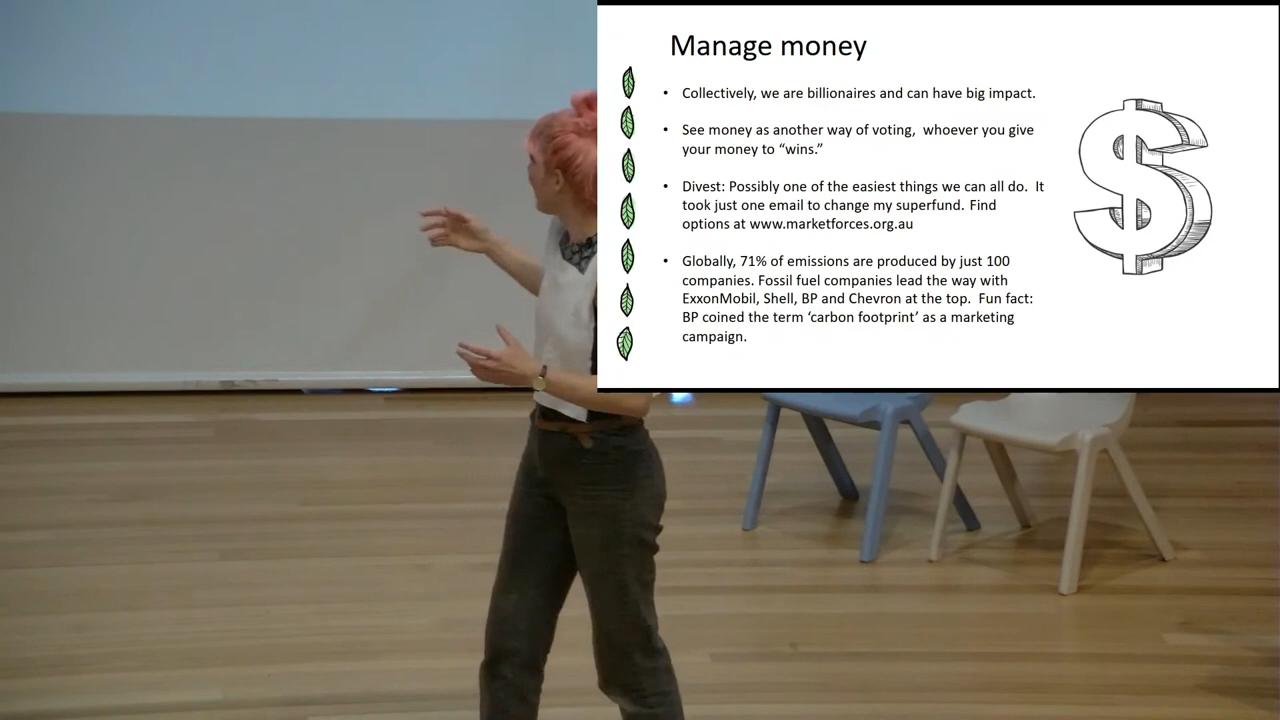 Manage money
• Collectively, we are billionaires and can have big impact.
• See money as another way of voting, whoever you give
your money to “wins.”
• Divest: Possibly one of the easiest things we can all do. It
took just one email to change my superfund. Find
options at www.marketforces.org.au
• Globally, 71% of emissions are produced by just 100
companies. Fossil fuel companies lead the way with
ExxonMobil, Shell, BP and Chevron at the top. Fun fact:
BP coined the term ‘carbon footprint’ as a marketing
campaign.